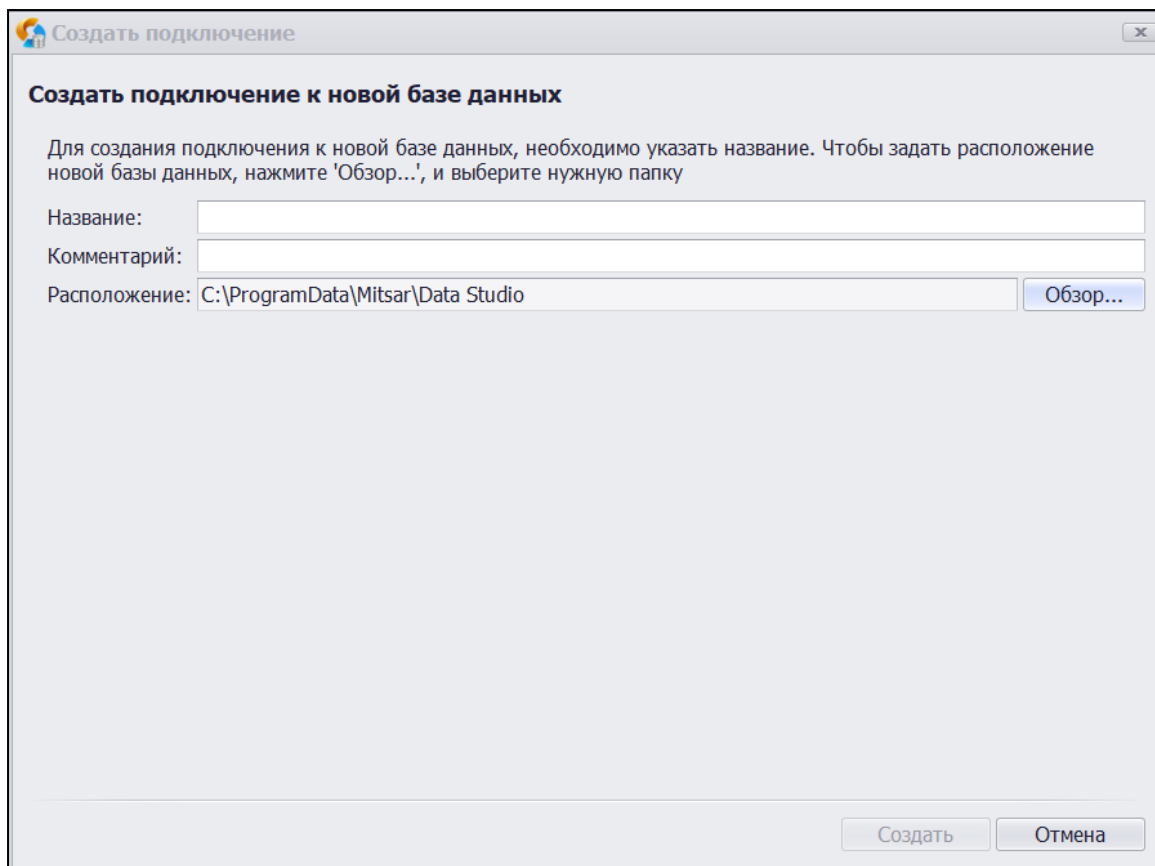 Создать подключение
Создать подключение к новой базе данных
Для создания подключения к новой базе данных, необходимо указать название. Чтобы задать расположение
новой базы данных, нажмите 'Обзор...', и выберите нужную папку
Название:
Комментарий:
Расположение: C:\ProgramData\Mitsar\Data Studio Обзор...
Создать Отмена